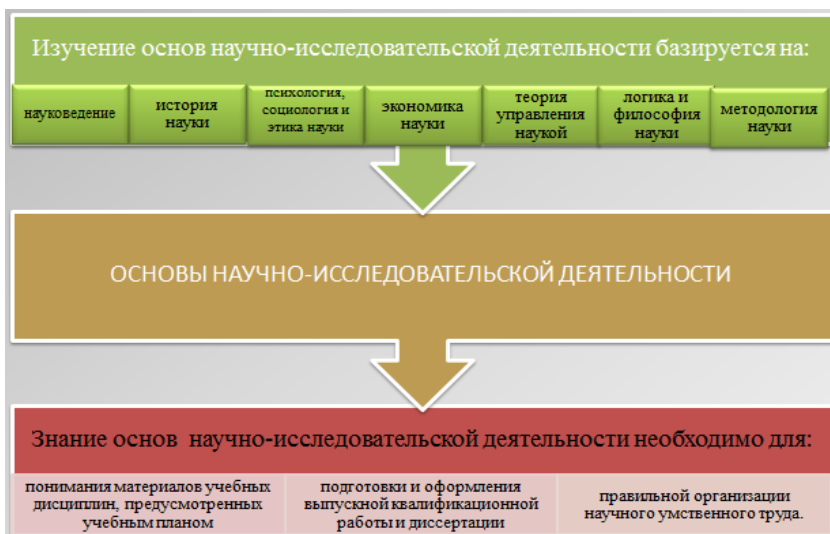 Изучение основ научно-исследовательской деятельности базируется на:
науковедение
история
науки
психология,
социология и
этика науки
экономика
науки
теория
управления
наукой
логика и
философия
науки
методология
науки
ОСНОВЫ НАУЧНО-ИССЛЕДОВАТЕЛЬСКОЙ ДЕЯТЕЛЬНОСТИ
Знание основ научно-исследовательской деятельности необходимо для:
понимания материалов учебных
дисциплин, предусмотренных
учебным планом
подготовки и оформления
выпускной квалификационной
работы и диссертации
правильной организации
научного умственного труда.